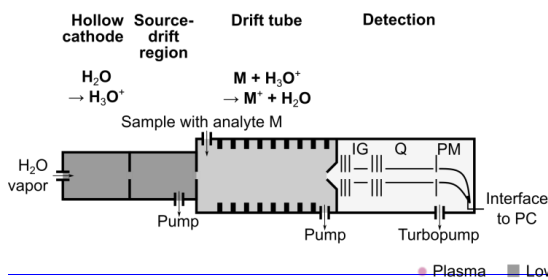 Hollow cathode
Source-drift region
Drift tube
Detection
H₂O
→ H₃O⁺
M + H₃O⁺
→ M⁺ + H₂O
Sample with analyte M
IG Q PM
H₂O
vapor
Interface
to PC
Pump
Pump
Turbopump
Plasma